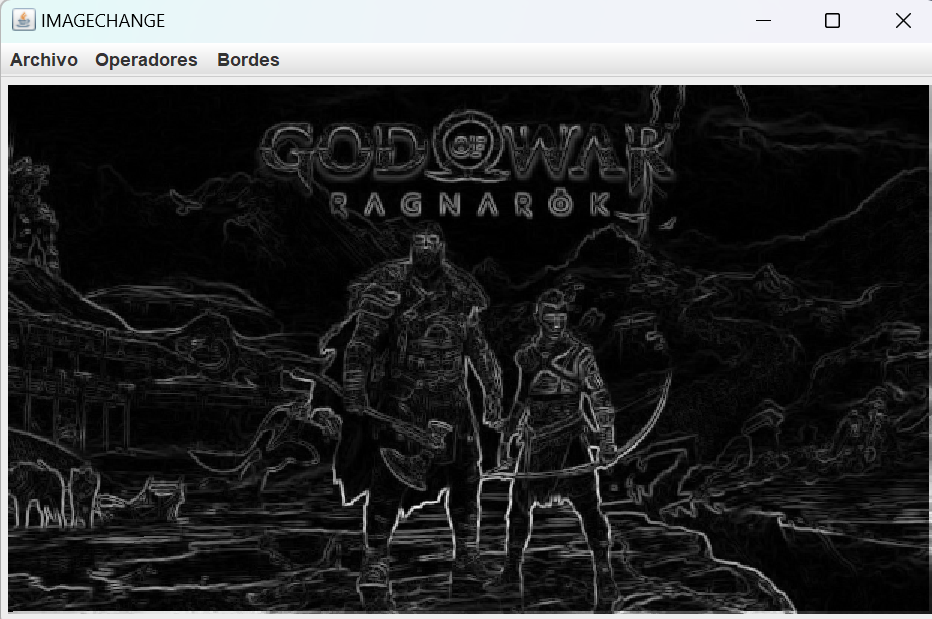 IMAGECHANGE
Archivo Operadores Bordes
GOD OF WAR
RAGNARÖK